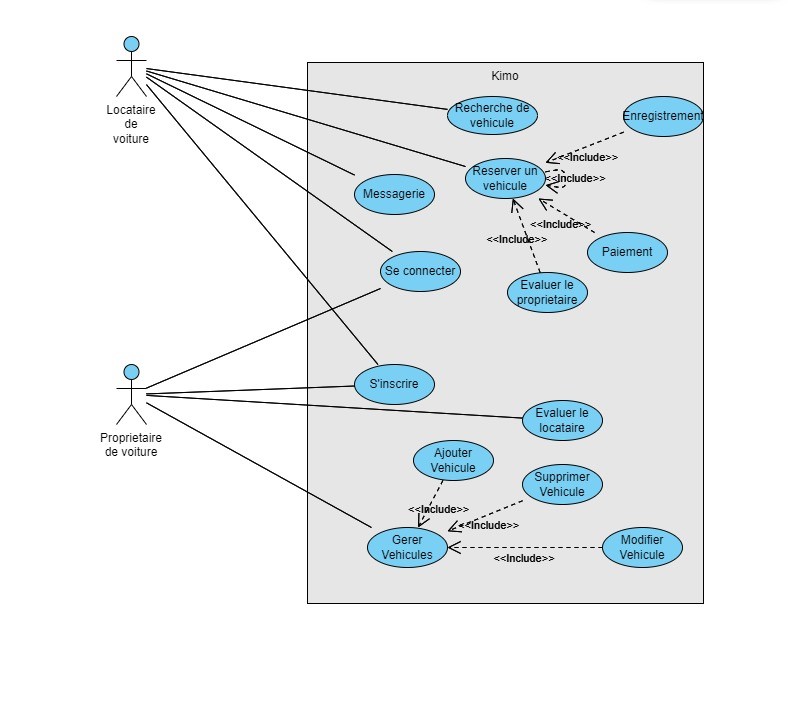 Kimo
Locataire
de
voiture
Recherche de
vehicule
Enregistrement
<<Include>>
Reserver un
vehicule
<<Include>>
Messagerie
<<Include>>
<<Include>>
Paiement
Se connecter
Evaluer le
proprietaire
S'inscrire
Proprietaire
de voiture
Evaluer le
locataire
Ajouter
Vehicule
Supprimer
Vehicule
<<Include>>
<<Include>>
Gerer
Vehicules
<<Include>>
Modifier
Vehicule